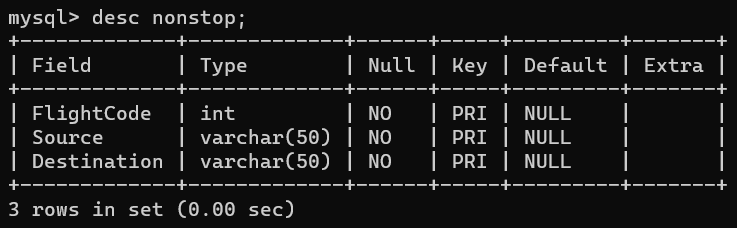 mysql> desc nonstop;
+-------------+-------------+------+-----+---------+-------+
| Field       | Type        | Null | Key | Default | Extra |
+-------------+-------------+------+-----+---------+-------+
| FlightCode  | int         | NO   | PRI | NULL    |       |
| Source      | varchar(50) | NO   | PRI | NULL    |       |
| Destination | varchar(50) | NO   | PRI | NULL    |       |
+-------------+-------------+------+-----+---------+-------+
3 rows in set (0.00 sec)